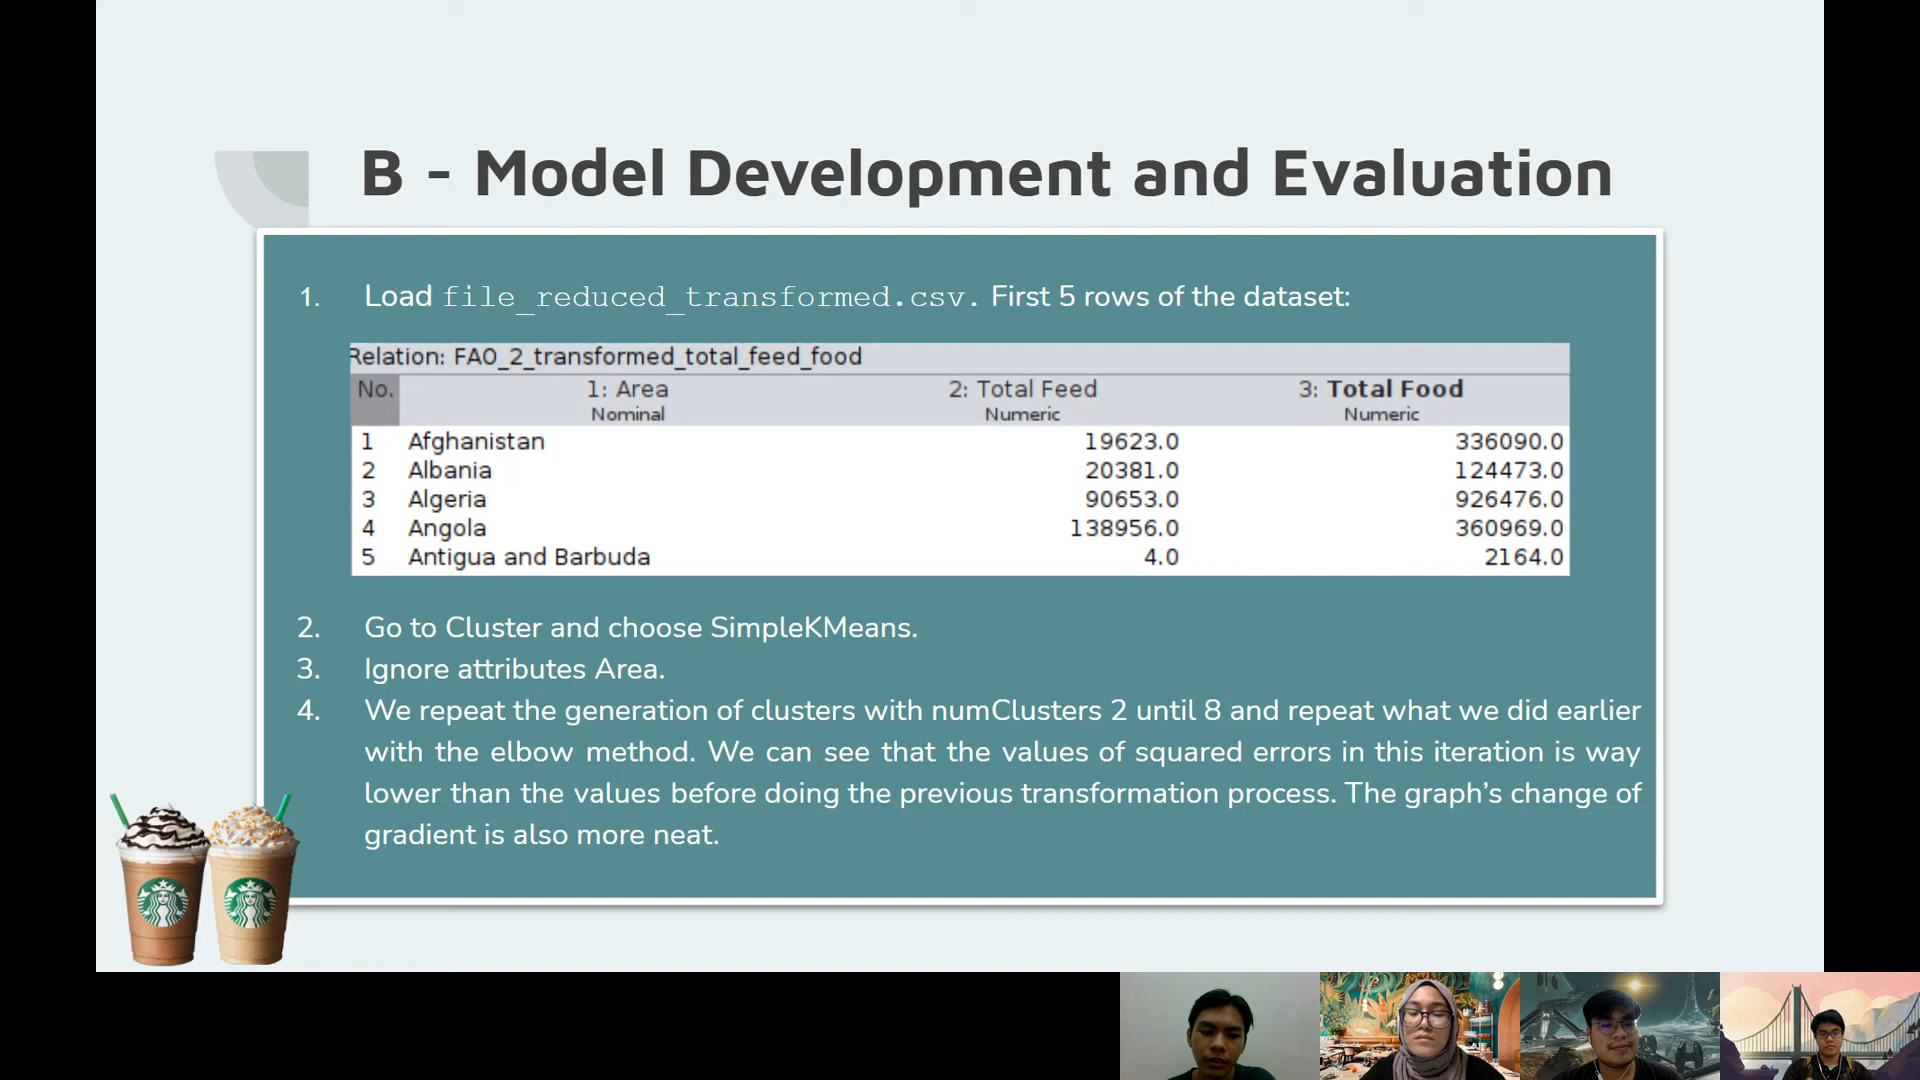 B - Model Development and Evaluation
1. Load file_reduced_transformed.csv. First 5 rows of the dataset:
Relation: FAO_2_transformed_total_feed_food
No. 1: Area 2: Total Feed 3: Total Food
Nominal Numeric Numeric
1 Afghanistan 19623.0 336090.0
2 Albania 20381.0 124473.0
3 Algeria 90653.0 926476.0
4 Angola 138956.0 360969.0
5 Antigua and Barbuda 4.0 2164.0
2. Go to Cluster and choose SimpleKMeans.
3. Ignore attributes Area.
4. We repeat the generation of clusters with numClusters 2 until 8 and repeat what we did earlier
with the elbow method. We can see that the values of squared errors in this iteration is way
lower than the values before doing the previous transformation process. The graph's change of
gradient is also more neat.